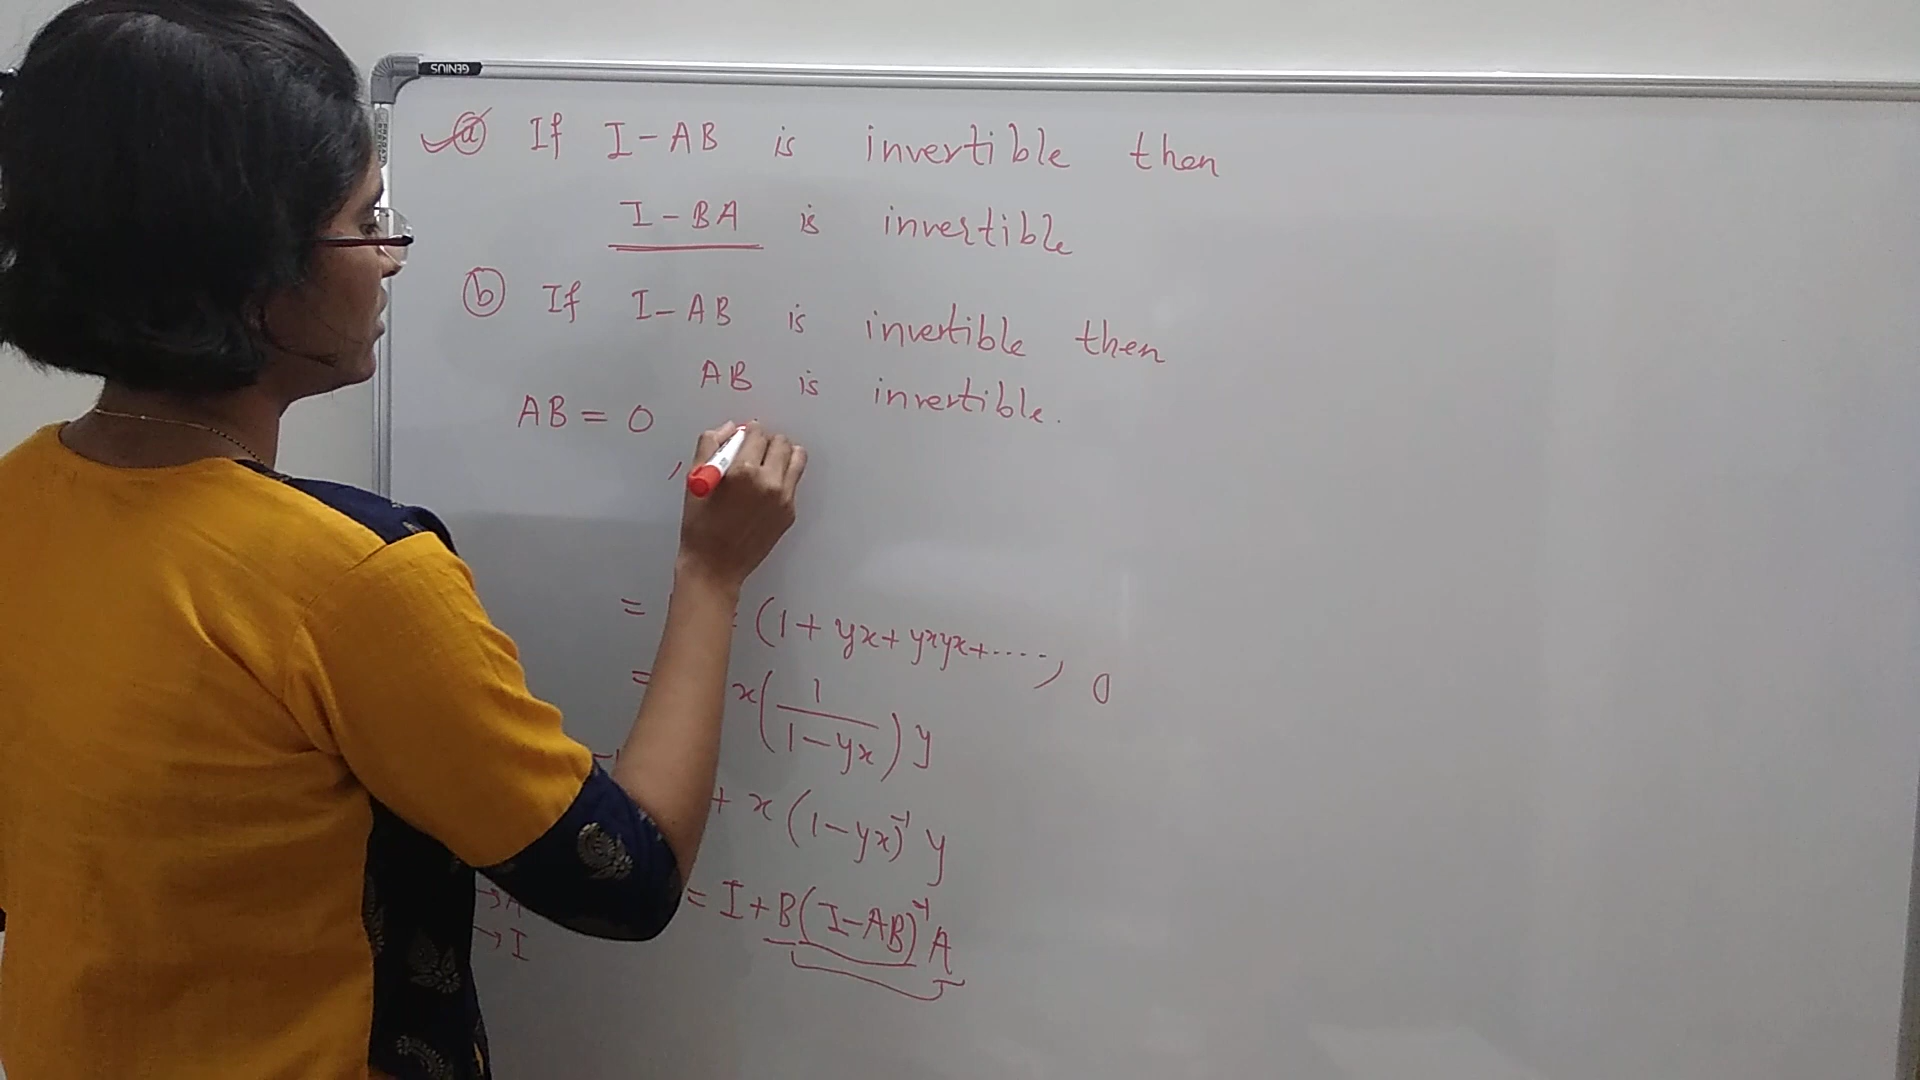 GENIUS
ⓐ If I-AB is invertible then
I-BA is invertible
ⓑ If I-AB is invertible then
AB is invertible.
AB = 0
= (1+yx+yxyx+....) y
= x(1/(1-yx))y
+ x (1-yx)⁻¹ y
= I+B(I-AB)⁻¹A
→A
→I